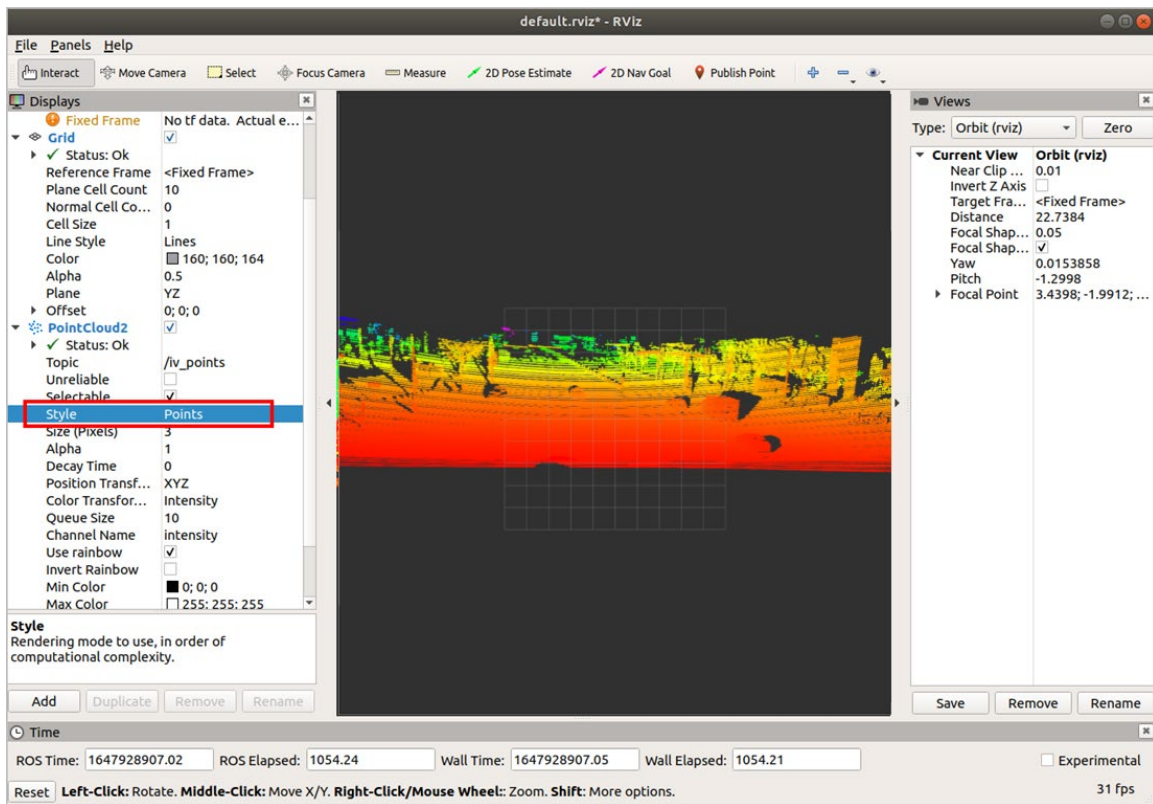 default.rviz* - RViz
File Panels Help
Interact Move Camera Select Focus Camera Measure 2D Pose Estimate 2D Nav Goal Publish Point
Displays
Fixed Frame No tf data. Actual e...
Grid
Status: Ok
Reference Frame <Fixed Frame>
Plane Cell Count 10
Normal Cell Co... 0
Cell Size 1
Line Style Lines
Color 160; 160; 164
Alpha 0.5
Plane YZ
Offset 0; 0; 0
PointCloud2
Status: Ok
Topic /iv_points
Unreliable
Selectable
Style Points
Size (Pixels) 3
Alpha 1
Decay Time 0
Position Transf... XYZ
Color Transfor... Intensity
Queue Size 10
Channel Name intensity
Use rainbow
Invert Rainbow
Min Color 0; 0; 0
Max Color 255; 255; 255
Style
Rendering mode to use, in order of
computational complexity.
Add Duplicate Remove Rename
Views
Type: Orbit (rviz) Zero
Current View Orbit (rviz)
Near Clip ... 0.01
Invert Z Axis
Target Fra... <Fixed Frame>
Distance 22.7384
Focal Shap... 0.05
Focal Shap...
Yaw 0.0153858
Pitch -1.2998
Focal Point 3.4398; -1.9912; ...
Save Remove Rename
Time
ROS Time: 1647928907.02 ROS Elapsed: 1054.24 Wall Time: 1647928907.05 Wall Elapsed: 1054.21 Experimental
Reset Left-Click: Rotate. Middle-Click: Move X/Y. Right-Click/Mouse Wheel:: Zoom. Shift: More options. 31 fps